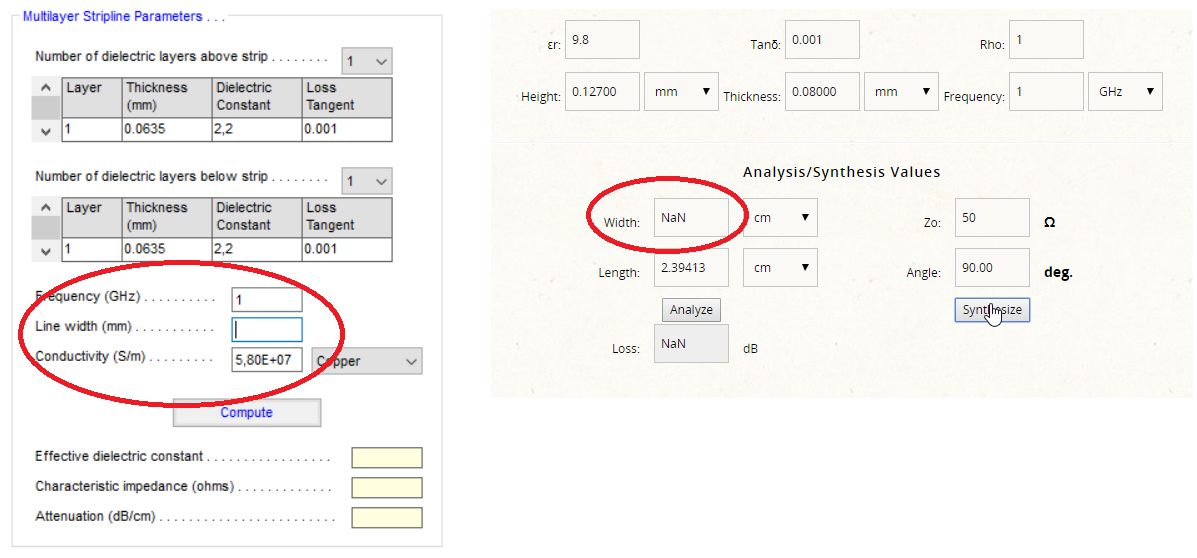 Multilayer Stripline Parameters . . .
Number of dielectric layers above strip . . . . . . . . 1
Layer Thickness (mm) Dielectric Constant Loss Tangent
1 0.0635 2,2 0.001
Number of dielectric layers below strip . . . . . . . . 1
Layer Thickness (mm) Dielectric Constant Loss Tangent
1 0.0635 2,2 0.001
Frequency (GHz) . . . . . . . . . . 1
Line width (mm) . . . . . . . . . . .
Conductivity (S/m) . . . . . . . . . 5,80E+07 Copper
Compute
Effective dielectric constant . . . . . . . . . . . . . . . . .
Characteristic impedance (ohms) . . . . . . . . . . . . .
Attenuation (dB/cm) . . . . . . . . . . . . . . . . . . . . . . . .
εr: 9.8 Tanδ: 0.001 Rho: 1
Height: 0.12700 mm Thickness: 0.08000 mm Frequency: 1 GHz
Analysis/Synthesis Values
Width: NaN cm Zo: 50 Ω
Length: 2.39413 cm Angle: 90.00 deg.
Analyze Synthesize
Loss: NaN dB